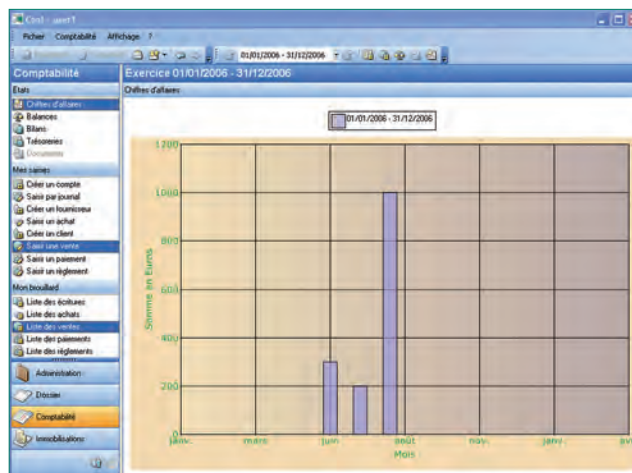 Ciel - user1
Fichier Comptabilité Affichage ?
01/01/2006 - 31/12/2006
Comptabilité
Exercice 01/01/2006 - 31/12/2006
Etats
Chiffres d'affaires
Chiffres d'affaires
Balances
Bilans
Trésoreries
Documents
Mes saisies
Créer un compte
Saisir par journal
Créer un fournisseur
Saisir un achat
Créer un client
Saisir une vente
Saisir un paiement
Saisir un règlement
Mon brouillard
Liste des écritures
Liste des achats
Liste des ventes
Liste des paiements
Liste des règlements
Administration
Dossier
Comptabilité
Immobilisations
01/01/2006 - 31/12/2006
1200
1000
800
600
400
200
0
Somme en Euros
janv. mars juin août nov. janv. avr
Mois